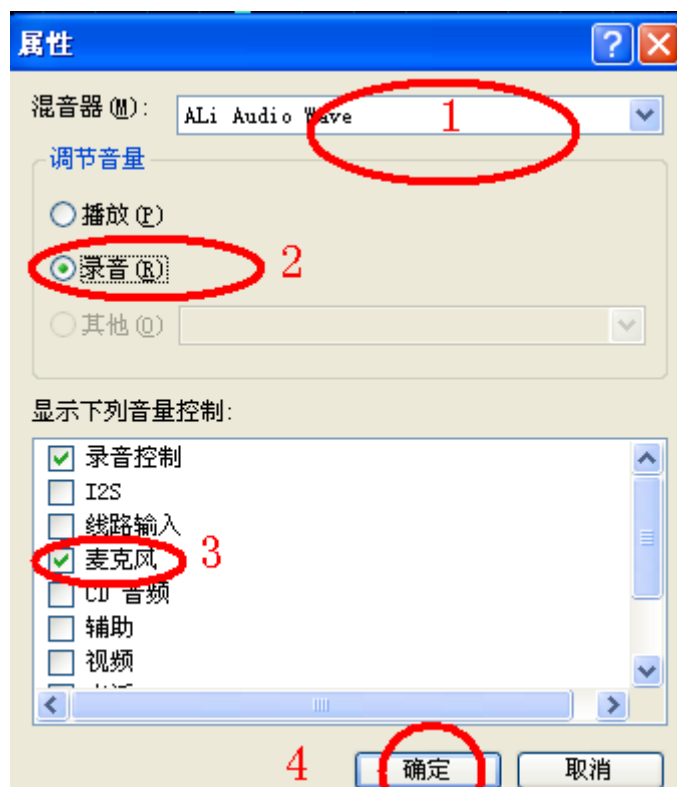 属性
混音器(M): ALi Audio Wave 1
调节音量
播放(P)
录音(R) 2
其他(O)
显示下列音量控制:
录音控制
I2S
线路输入
麦克风 3
CD 音频
辅助
视频
4 确定 取消